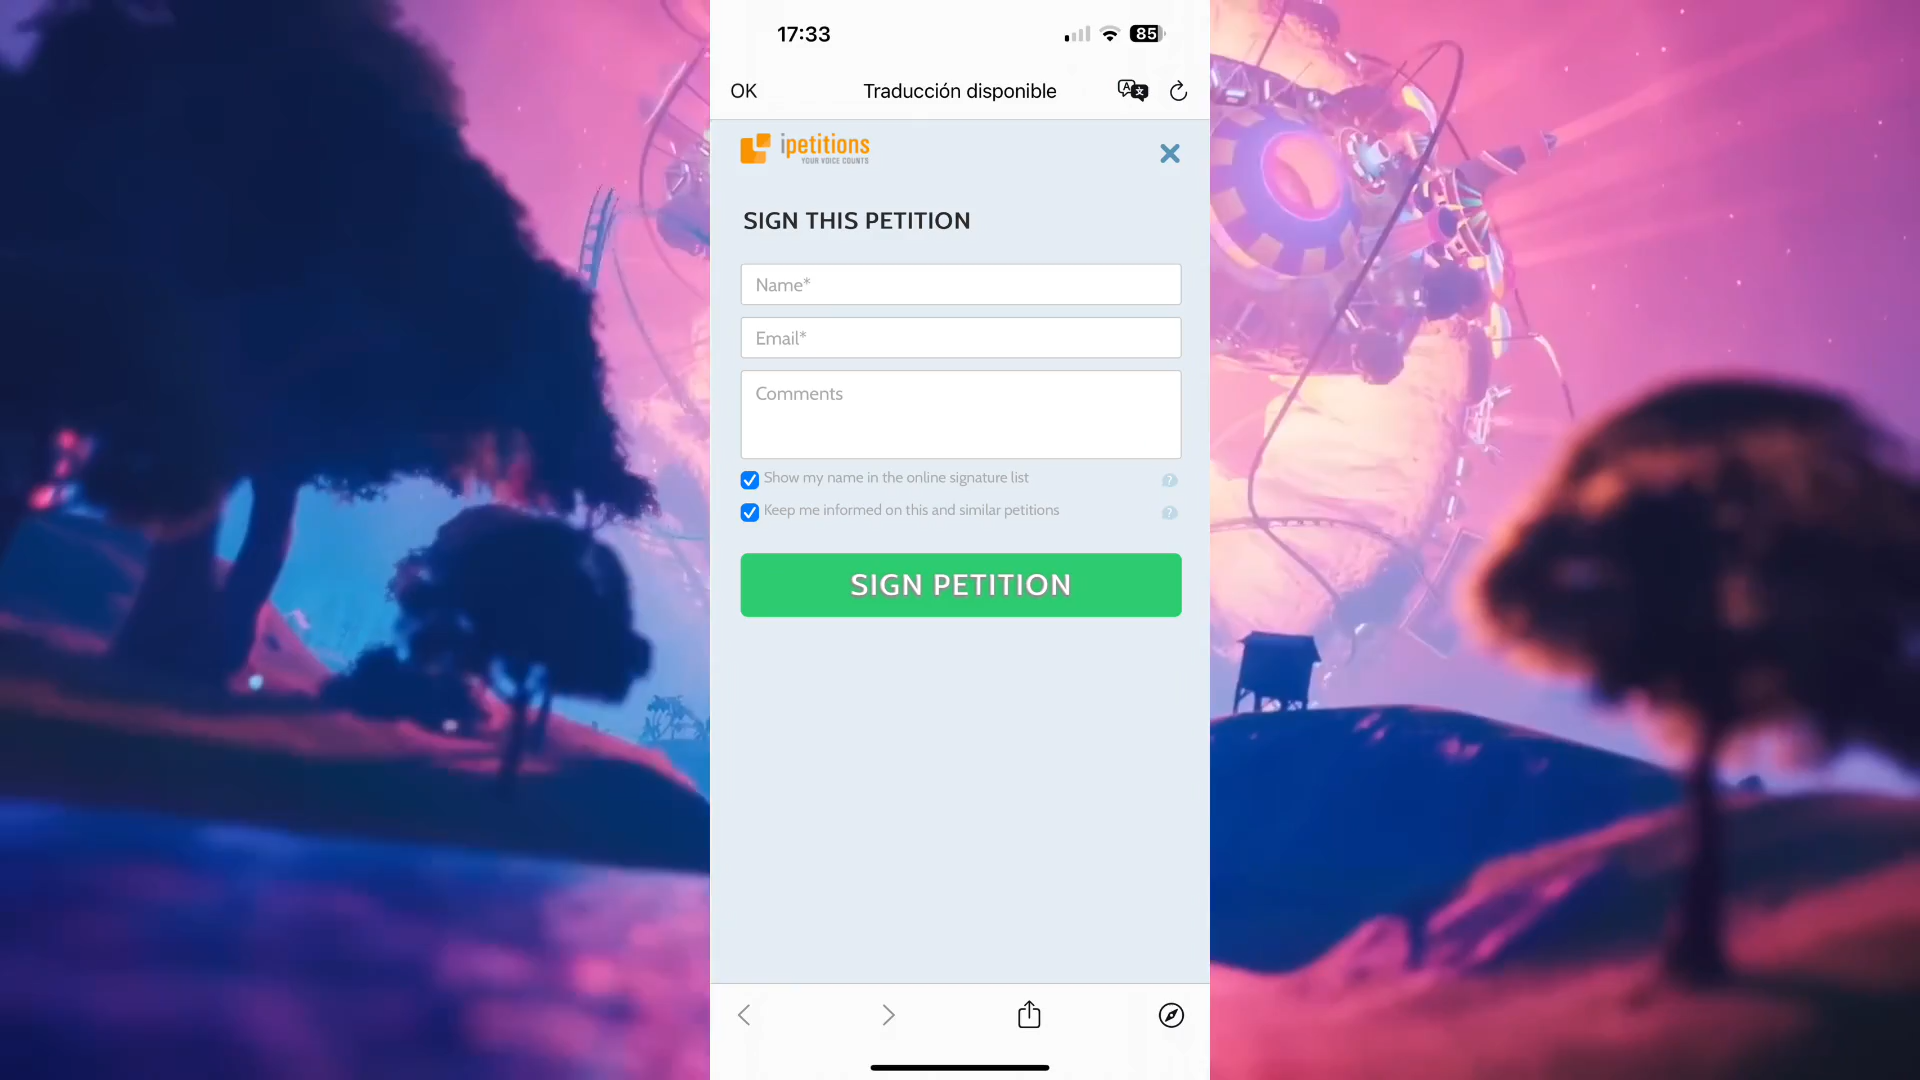 17:33
85
OK
Traducción disponible
ipetitions
YOUR VOICE COUNTS
SIGN THIS PETITION
Name*
Email*
Comments
Show my name in the online signature list
?
Keep me informed on this and similar petitions
?
SIGN PETITION